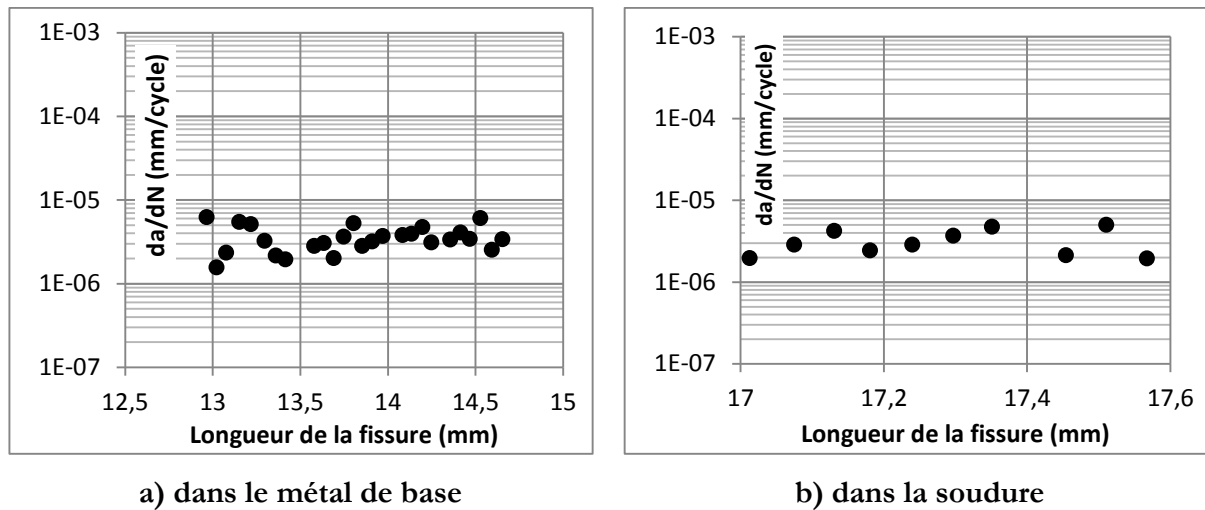 1E-03
1E-04
1E-05
1E-06
1E-07
da/dN (mm/cycle)
12,5 13 13,5 14 14,5 15
Longueur de la fissure (mm)
a) dans le métal de base
1E-03
1E-04
1E-05
1E-06
1E-07
da/dN (mm/cycle)
17 17,2 17,4 17,6
Longueur de la fissure (mm)
b) dans la soudure